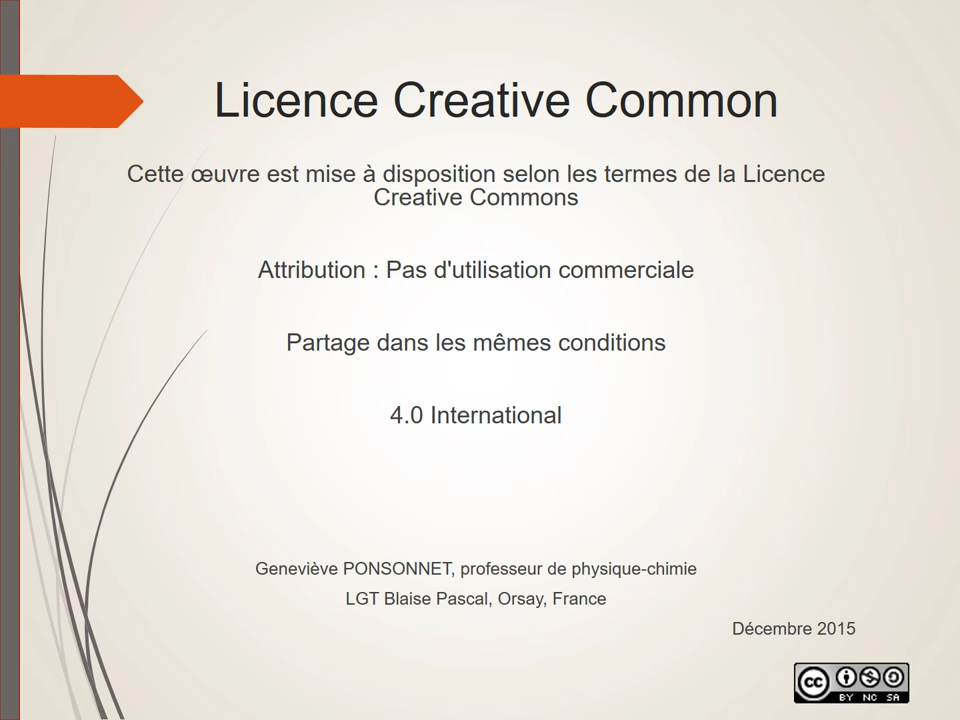 Licence Creative Common
Cette œuvre est mise à disposition selon les termes de la Licence
Creative Commons
Attribution : Pas d'utilisation commerciale
Partage dans les mêmes conditions
4.0 International
Geneviève PONSONNET, professeur de physique-chimie
LGT Blaise Pascal, Orsay, France
Décembre 2015
cc
BY NC SA